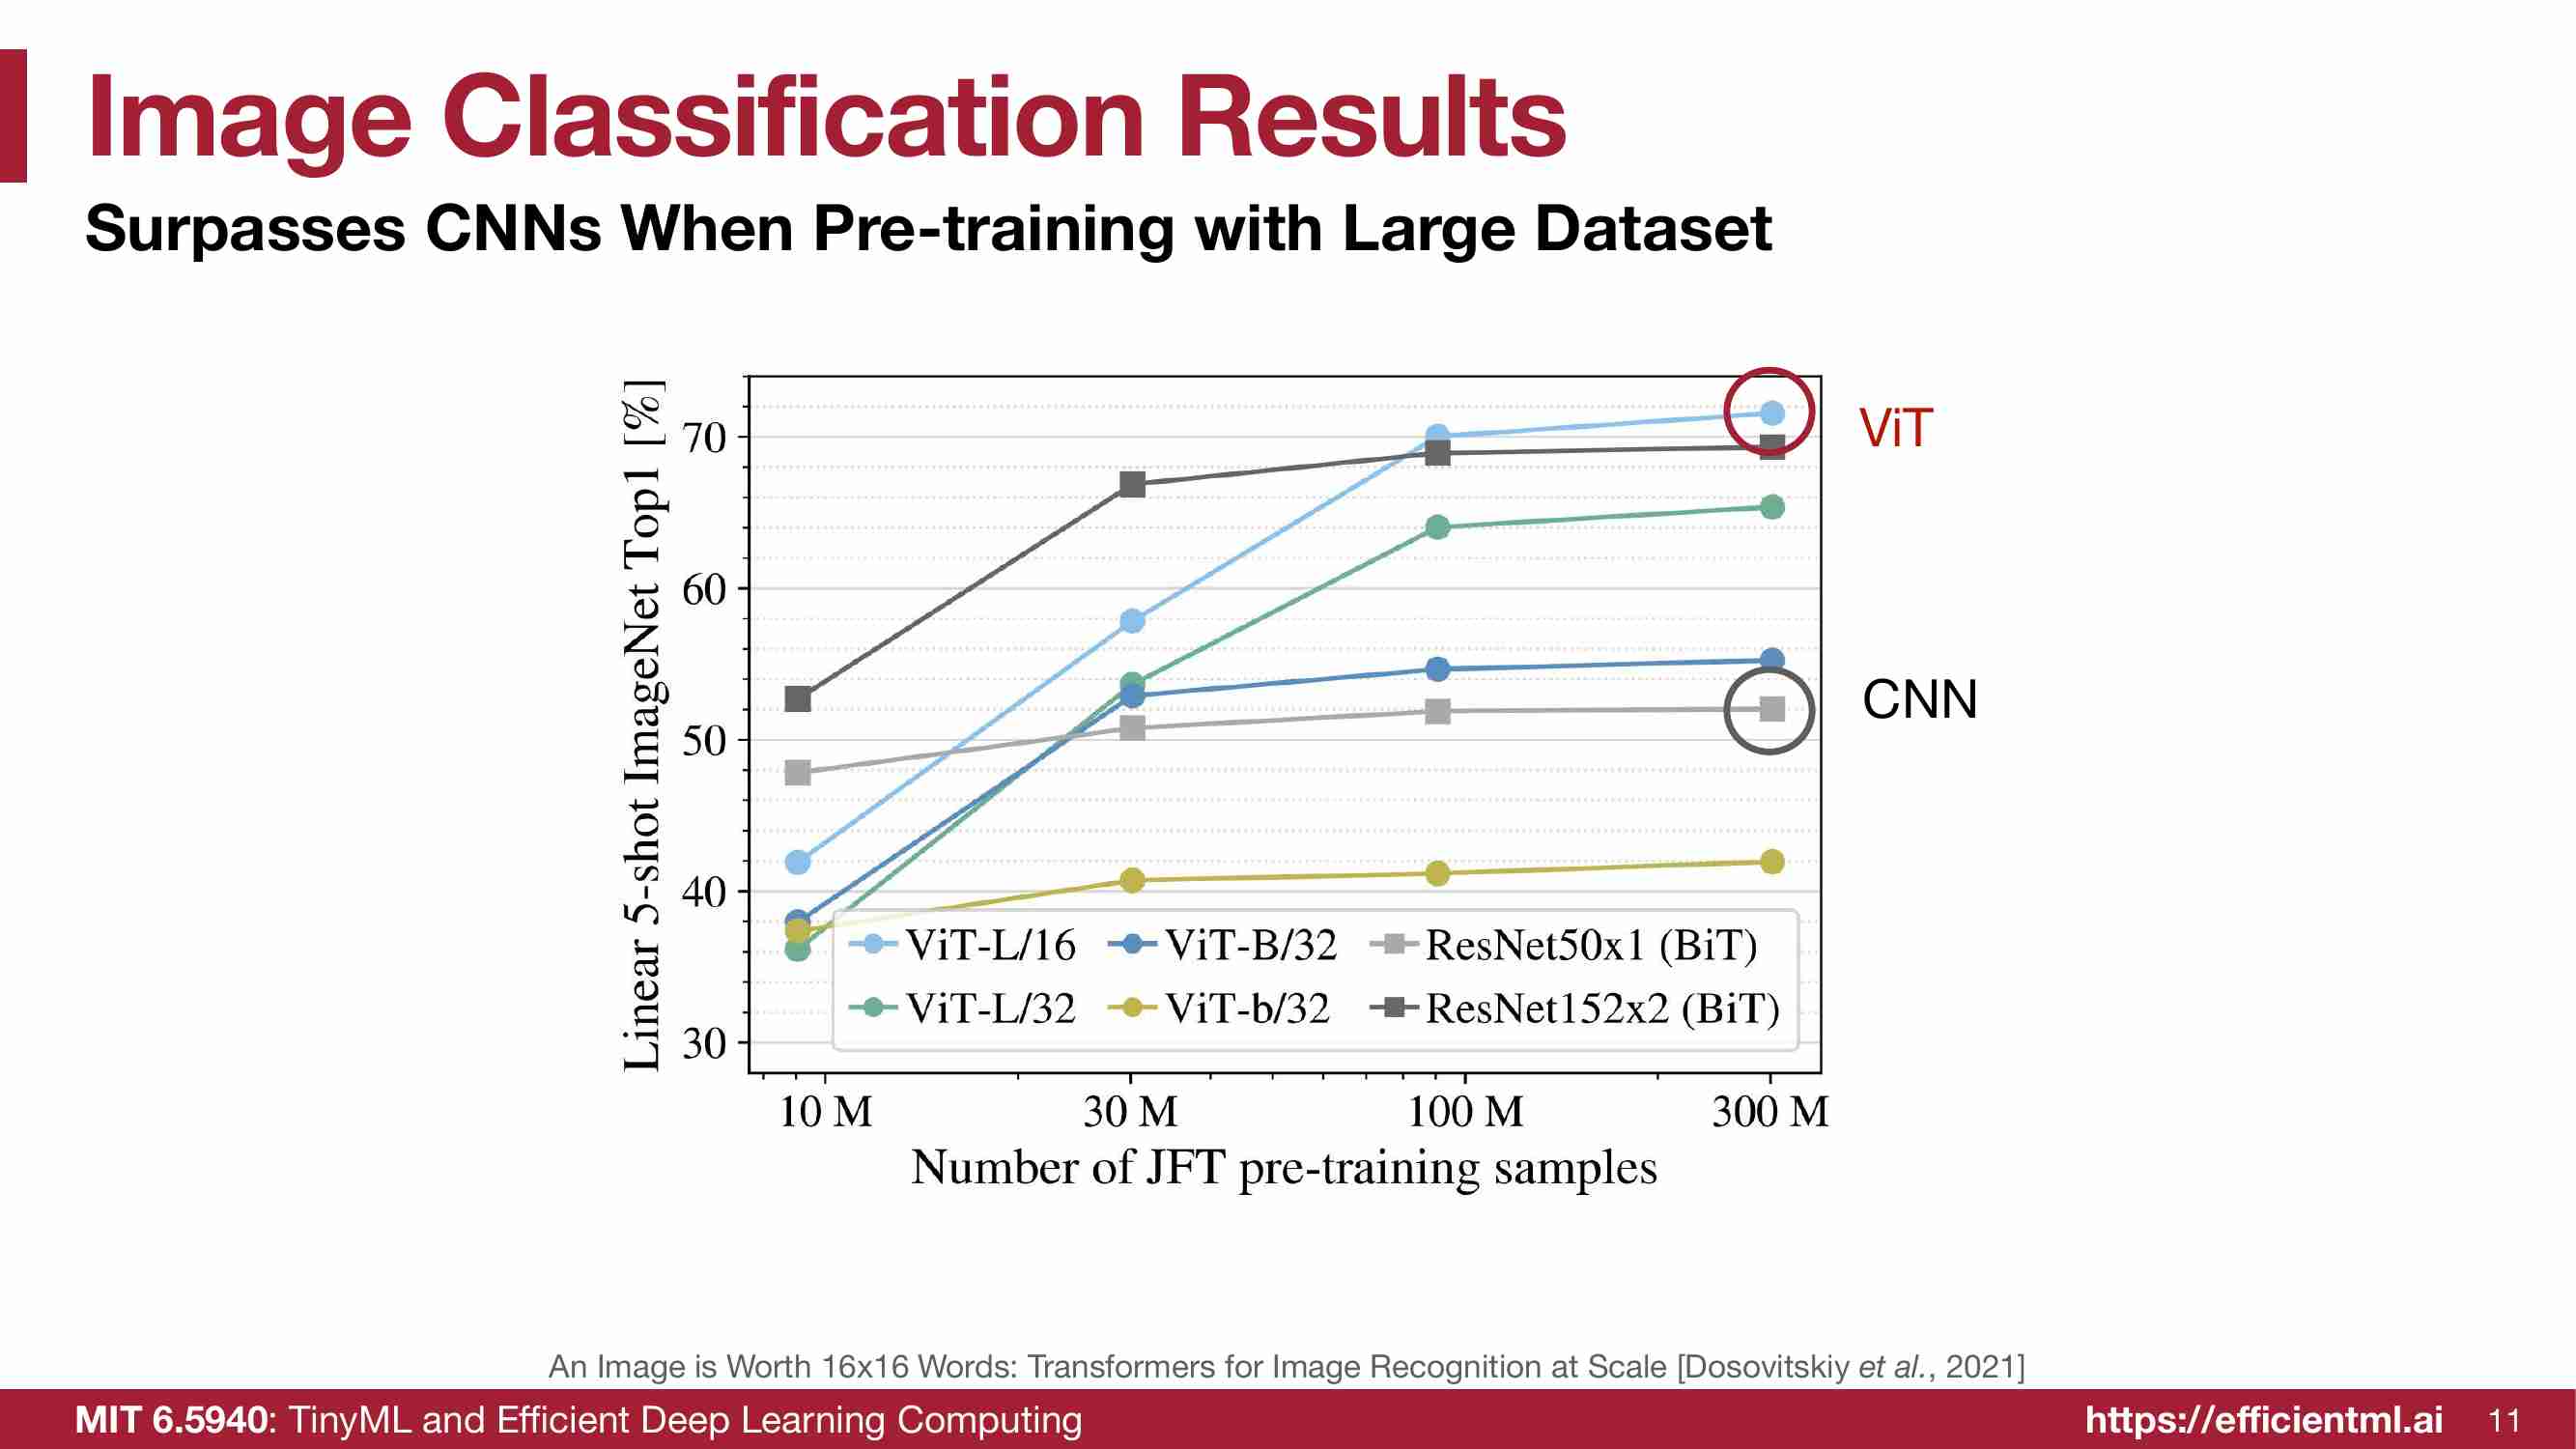 Image Classification Results
Surpasses CNNs When Pre-training with Large Dataset
Linear 5-shot ImageNet Top1 [%]
70
60
50
40
30
ViT
CNN
ViT-L/16 ViT-B/32 ResNet50x1 (BiT)
ViT-L/32 ViT-b/32 ResNet152x2 (BiT)
10 M 30 M 100 M 300 M
Number of JFT pre-training samples
An Image is Worth 16x16 Words: Transformers for Image Recognition at Scale [Dosovitskiy et al., 2021]
MIT 6.5940: TinyML and Efficient Deep Learning Computing https://efficientml.ai 11